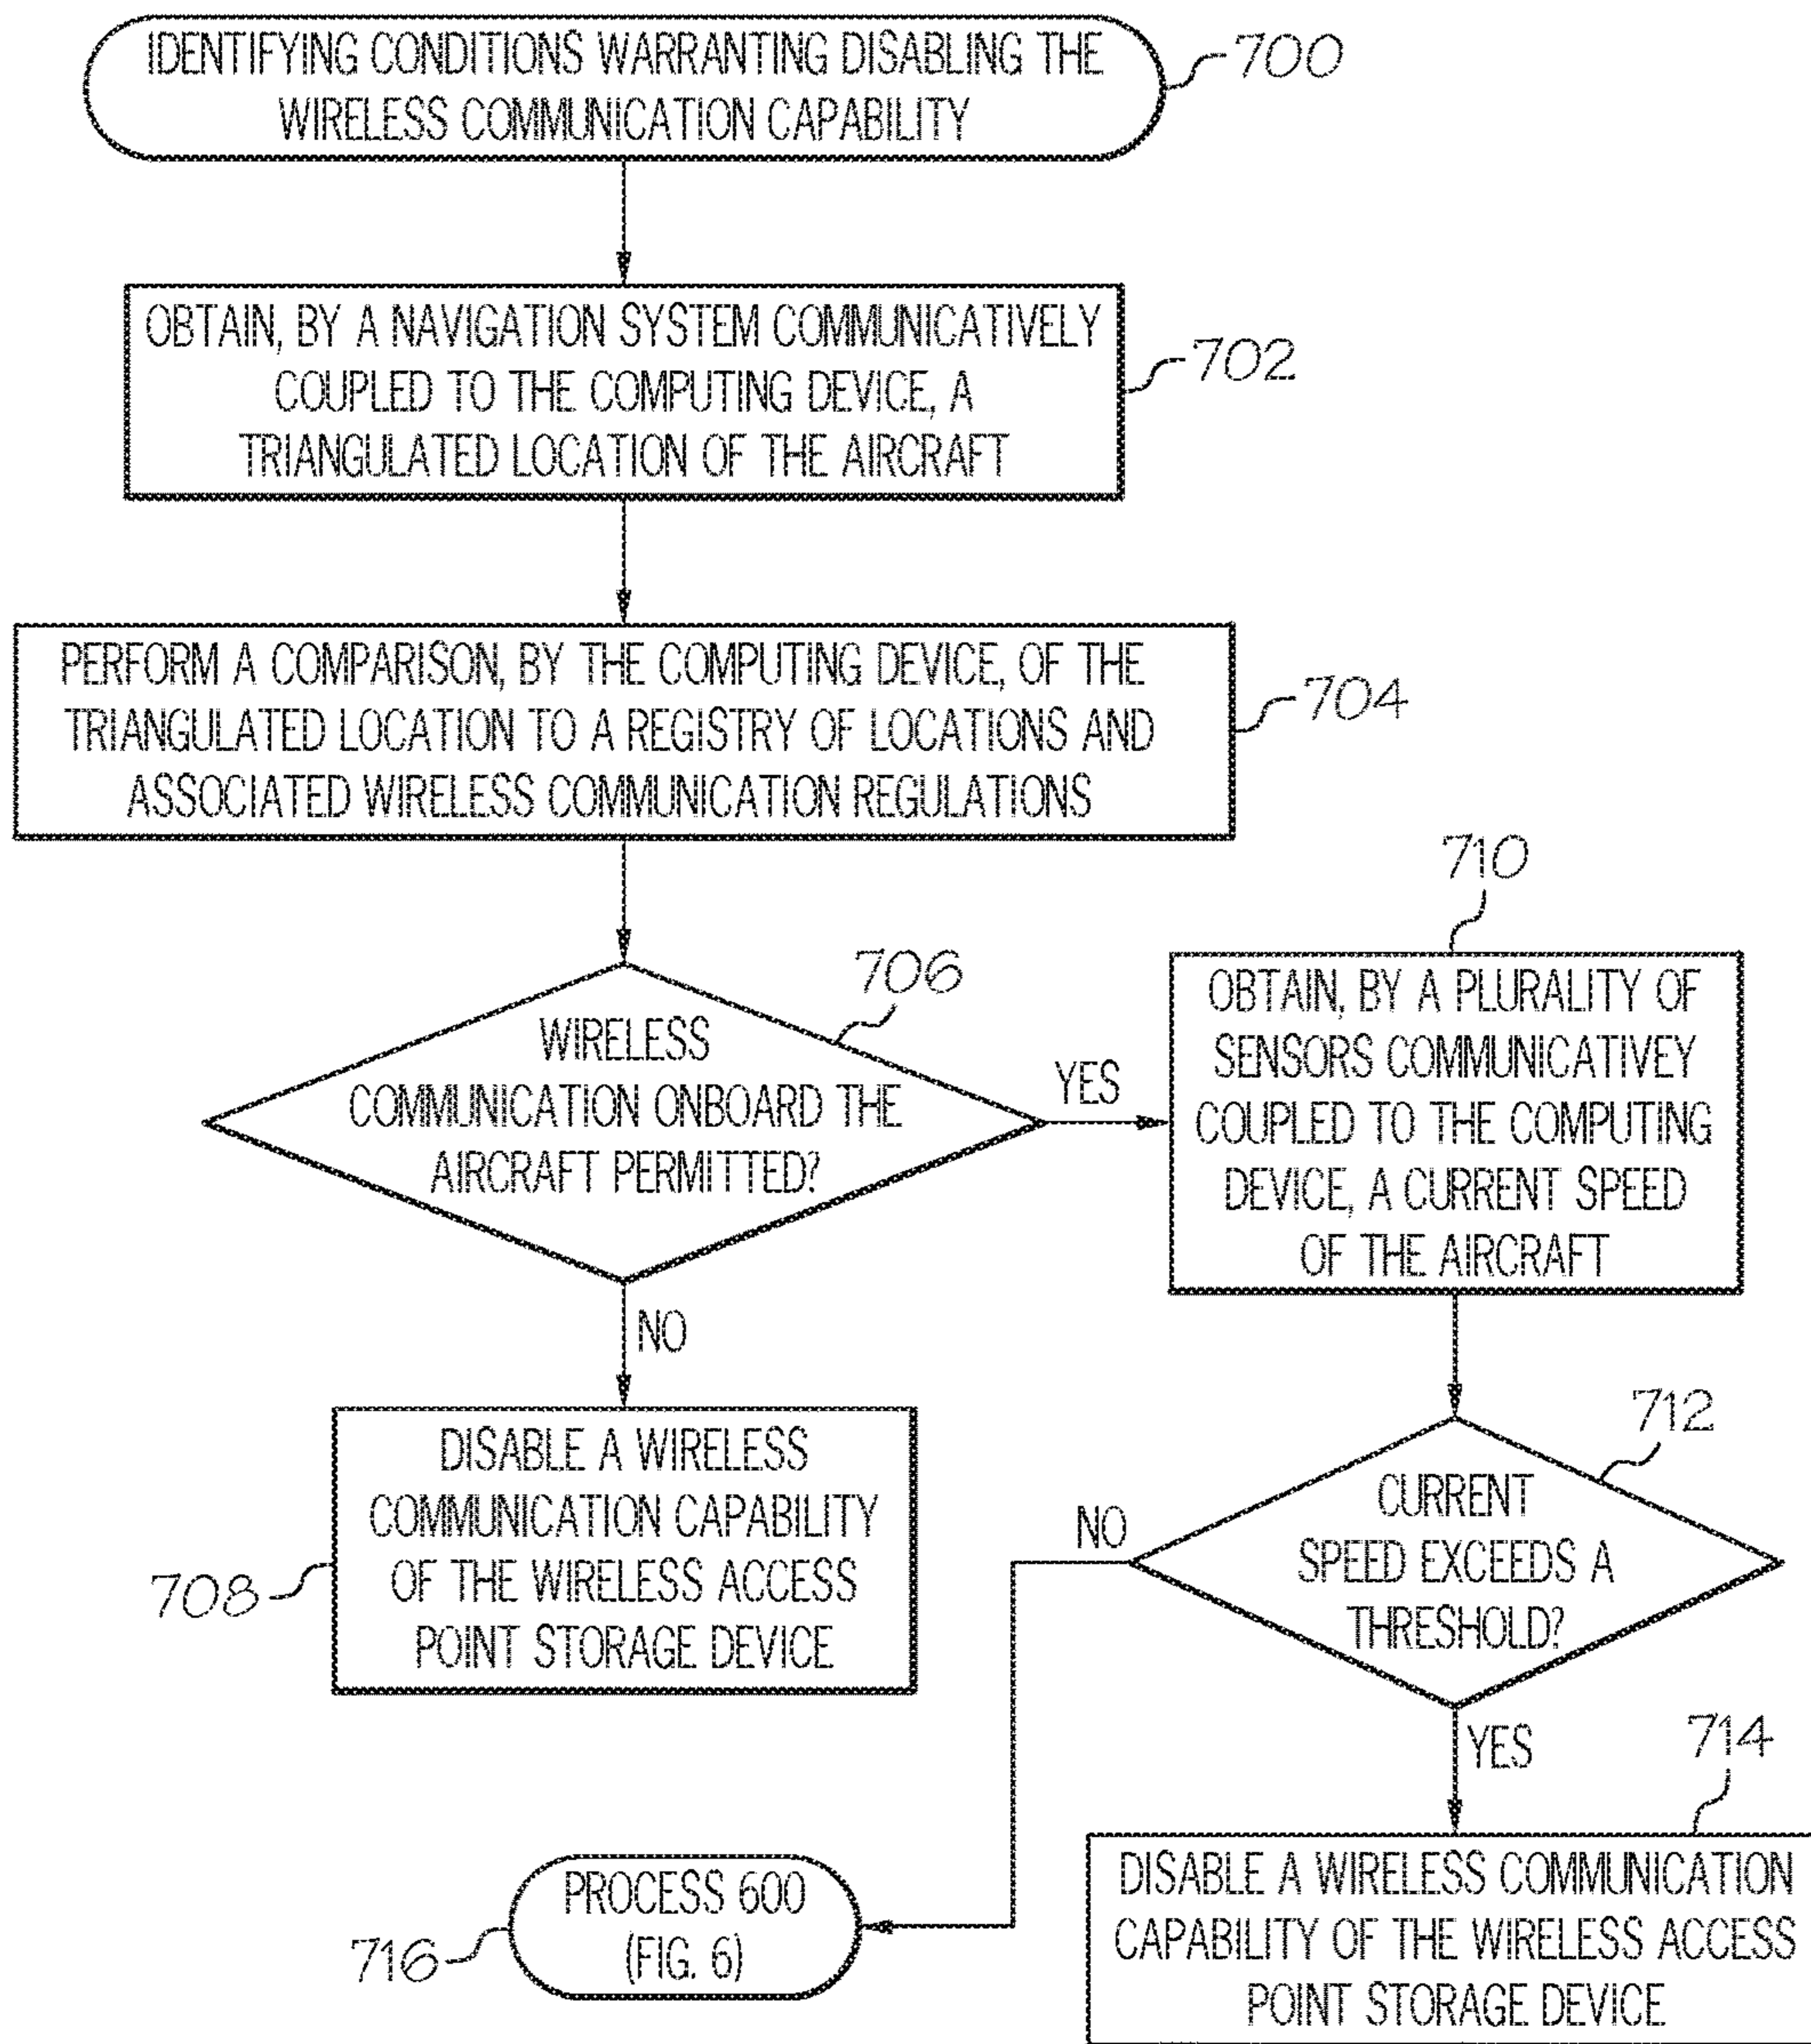 IDENTIFYING CONDITIONS WARRANTING DISABLING THE
WIRELESS COMMUNICATION CAPABILITY
700
OBTAIN, BY A NAVIGATION SYSTEM COMMUNICATIVELY
COUPLED TO THE COMPUTING DEVICE, A
TRIANGULATED LOCATION OF THE AIRCRAFT
702
PERFORM A COMPARISON, BY THE COMPUTING DEVICE, OF THE
TRIANGULATED LOCATION TO A REGISTRY OF LOCATIONS AND
ASSOCIATED WIRELESS COMMUNICATION REGULATIONS
704
706
WIRELESS
COMMUNICATION ONBOARD THE
AIRCRAFT PERMITTED?
YES
NO
708
DISABLE A WIRELESS
COMMUNICATION CAPABILITY
OF THE WIRELESS ACCESS
POINT STORAGE DEVICE
710
OBTAIN, BY A PLURALITY OF
SENSORS COMMUNICATIVEY
COUPLED TO THE COMPUTING
DEVICE, A CURRENT SPEED
OF THE AIRCRAFT
712
CURRENT
SPEED EXCEEDS A
THRESHOLD?
NO
YES
714
DISABLE A WIRELESS COMMUNICATION
CAPABILITY OF THE WIRELESS ACCESS
POINT STORAGE DEVICE
716
PROCESS 600
(FIG. 6)